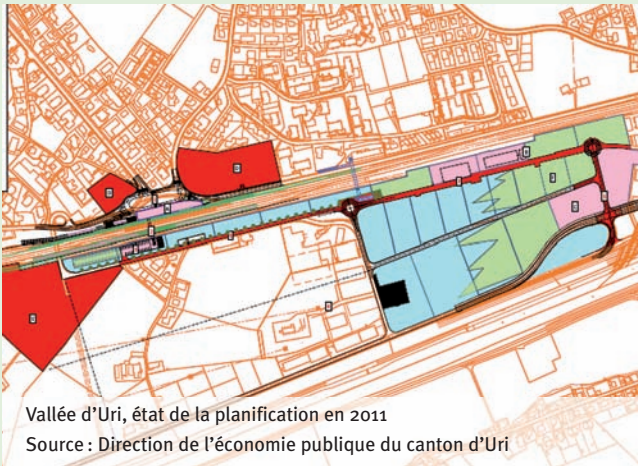 Vallée d’Uri, état de la planification en 2011
Source : Direction de l’économie publique du canton d’Uri